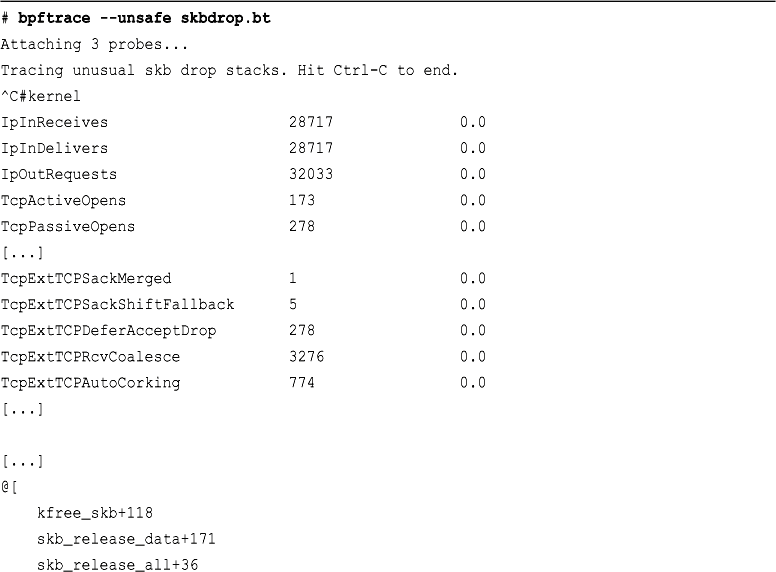 # bpftrace --unsafe skbdrop.bt
Attaching 3 probes...
Tracing unusual skb drop stacks. Hit Ctrl-C to end.
^C#kernel
IpInReceives 28717 0.0
IpInDelivers 28717 0.0
IpOutRequests 32033 0.0
TcpActiveOpens 173 0.0
TcpPassiveOpens 278 0.0
[...]
TcpExtTCPSackMerged 1 0.0
TcpExtTCPSackShiftFallback 5 0.0
TcpExtTCPDeferAcceptDrop 278 0.0
TcpExtTCPRcvCoalesce 3276 0.0
TcpExtTCPAutoCorking 774 0.0
[...]
[...]
@[
kfree_skb+118
skb_release_data+171
skb_release_all+36